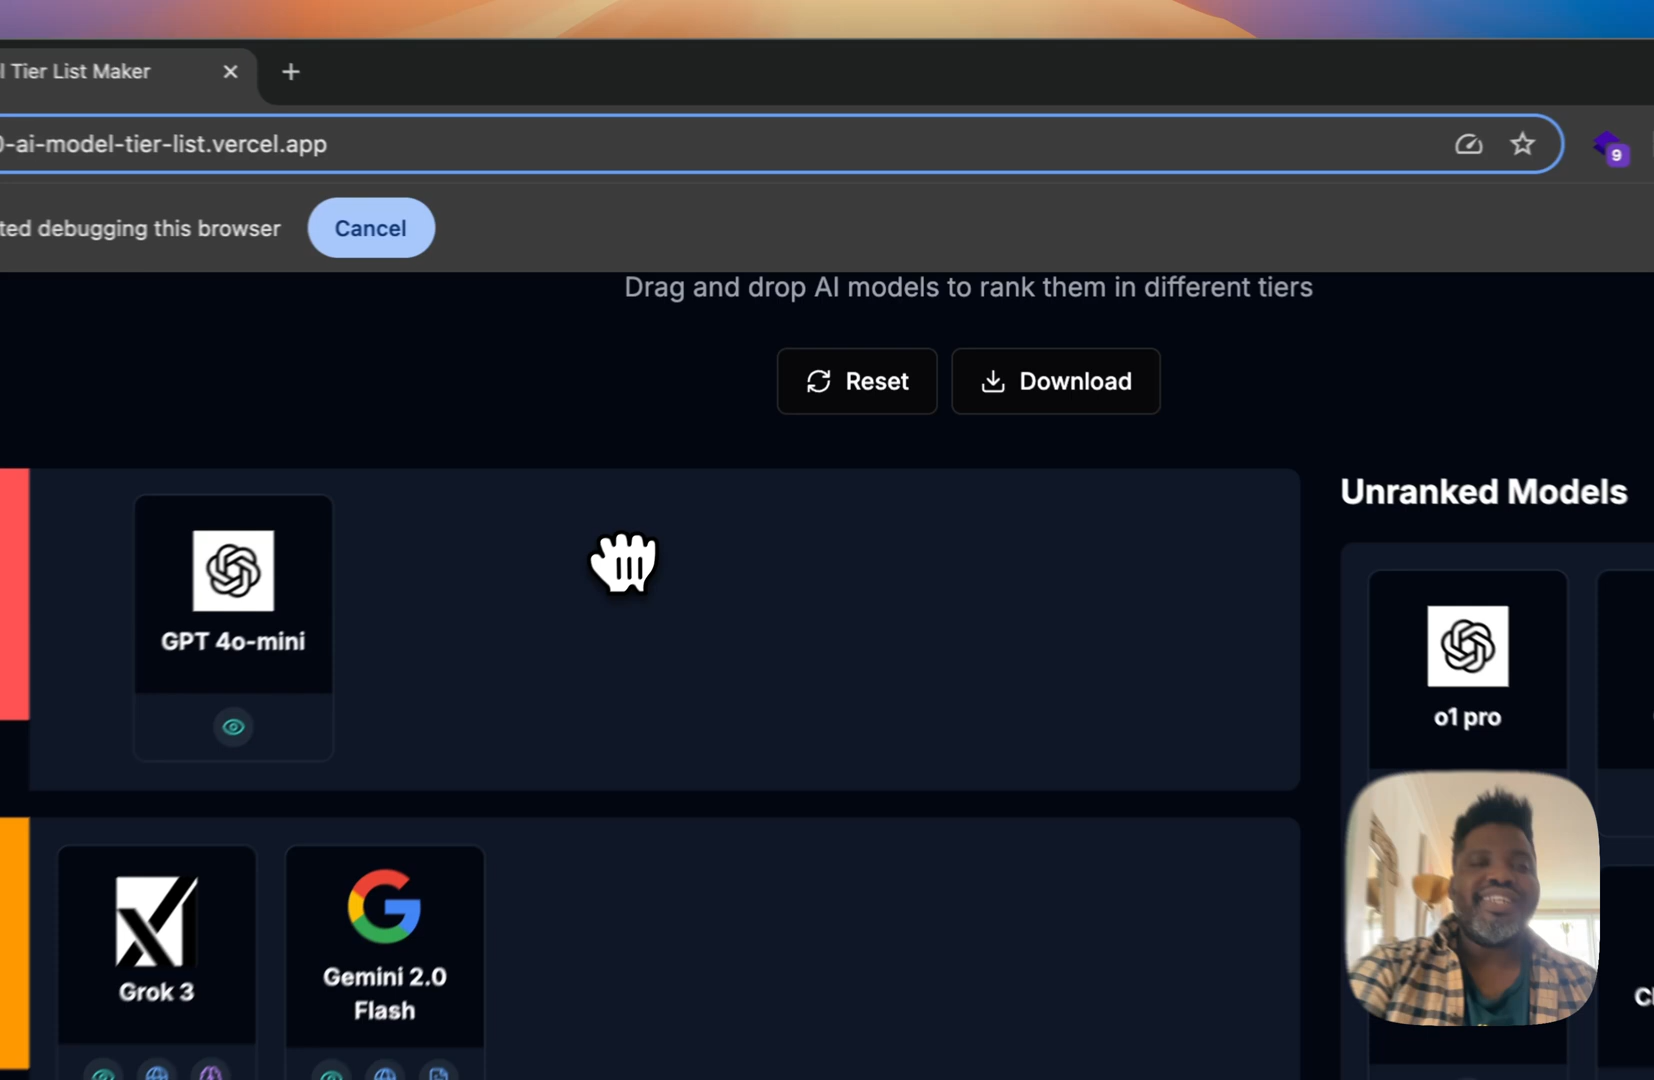 l Tier List Maker
-ai-model-tier-list.vercel.app
9
ted debugging this browser
Cancel
Drag and drop AI models to rank them in different tiers
Reset
Download
Unranked Models
GPT 4o-mini
o1 pro
Grok 3
Gemini 2.0
Flash